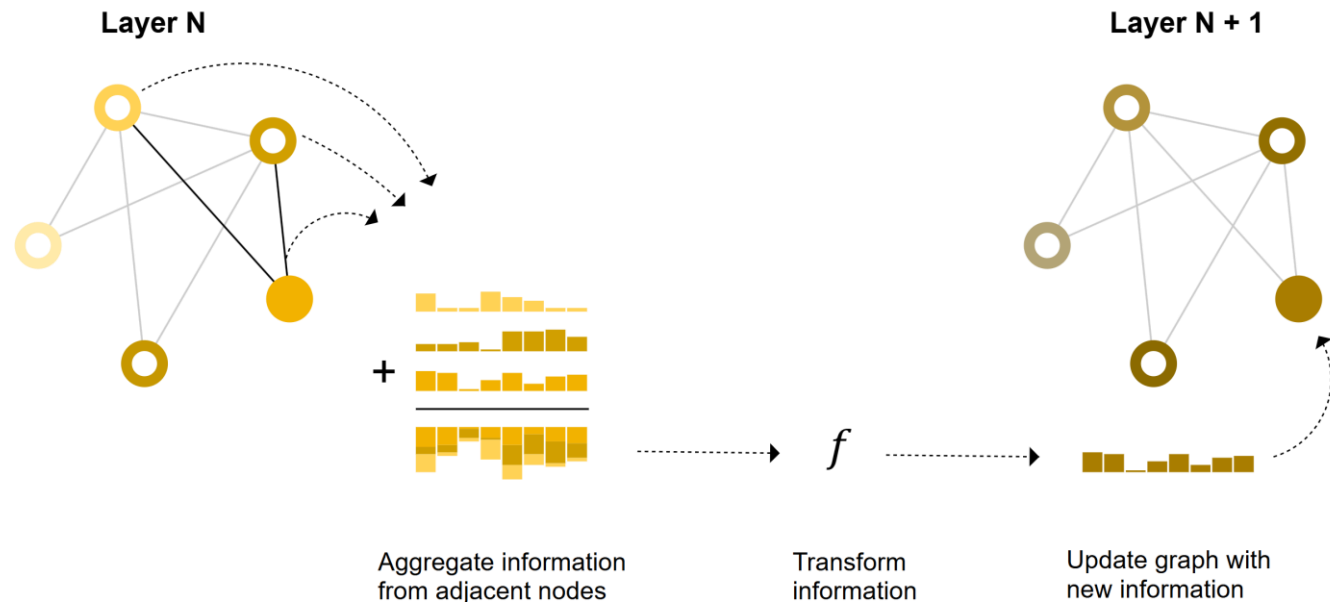 Layer N
Layer N + 1
+
f
Aggregate information
from adjacent nodes
Transform
information
Update graph with
new information